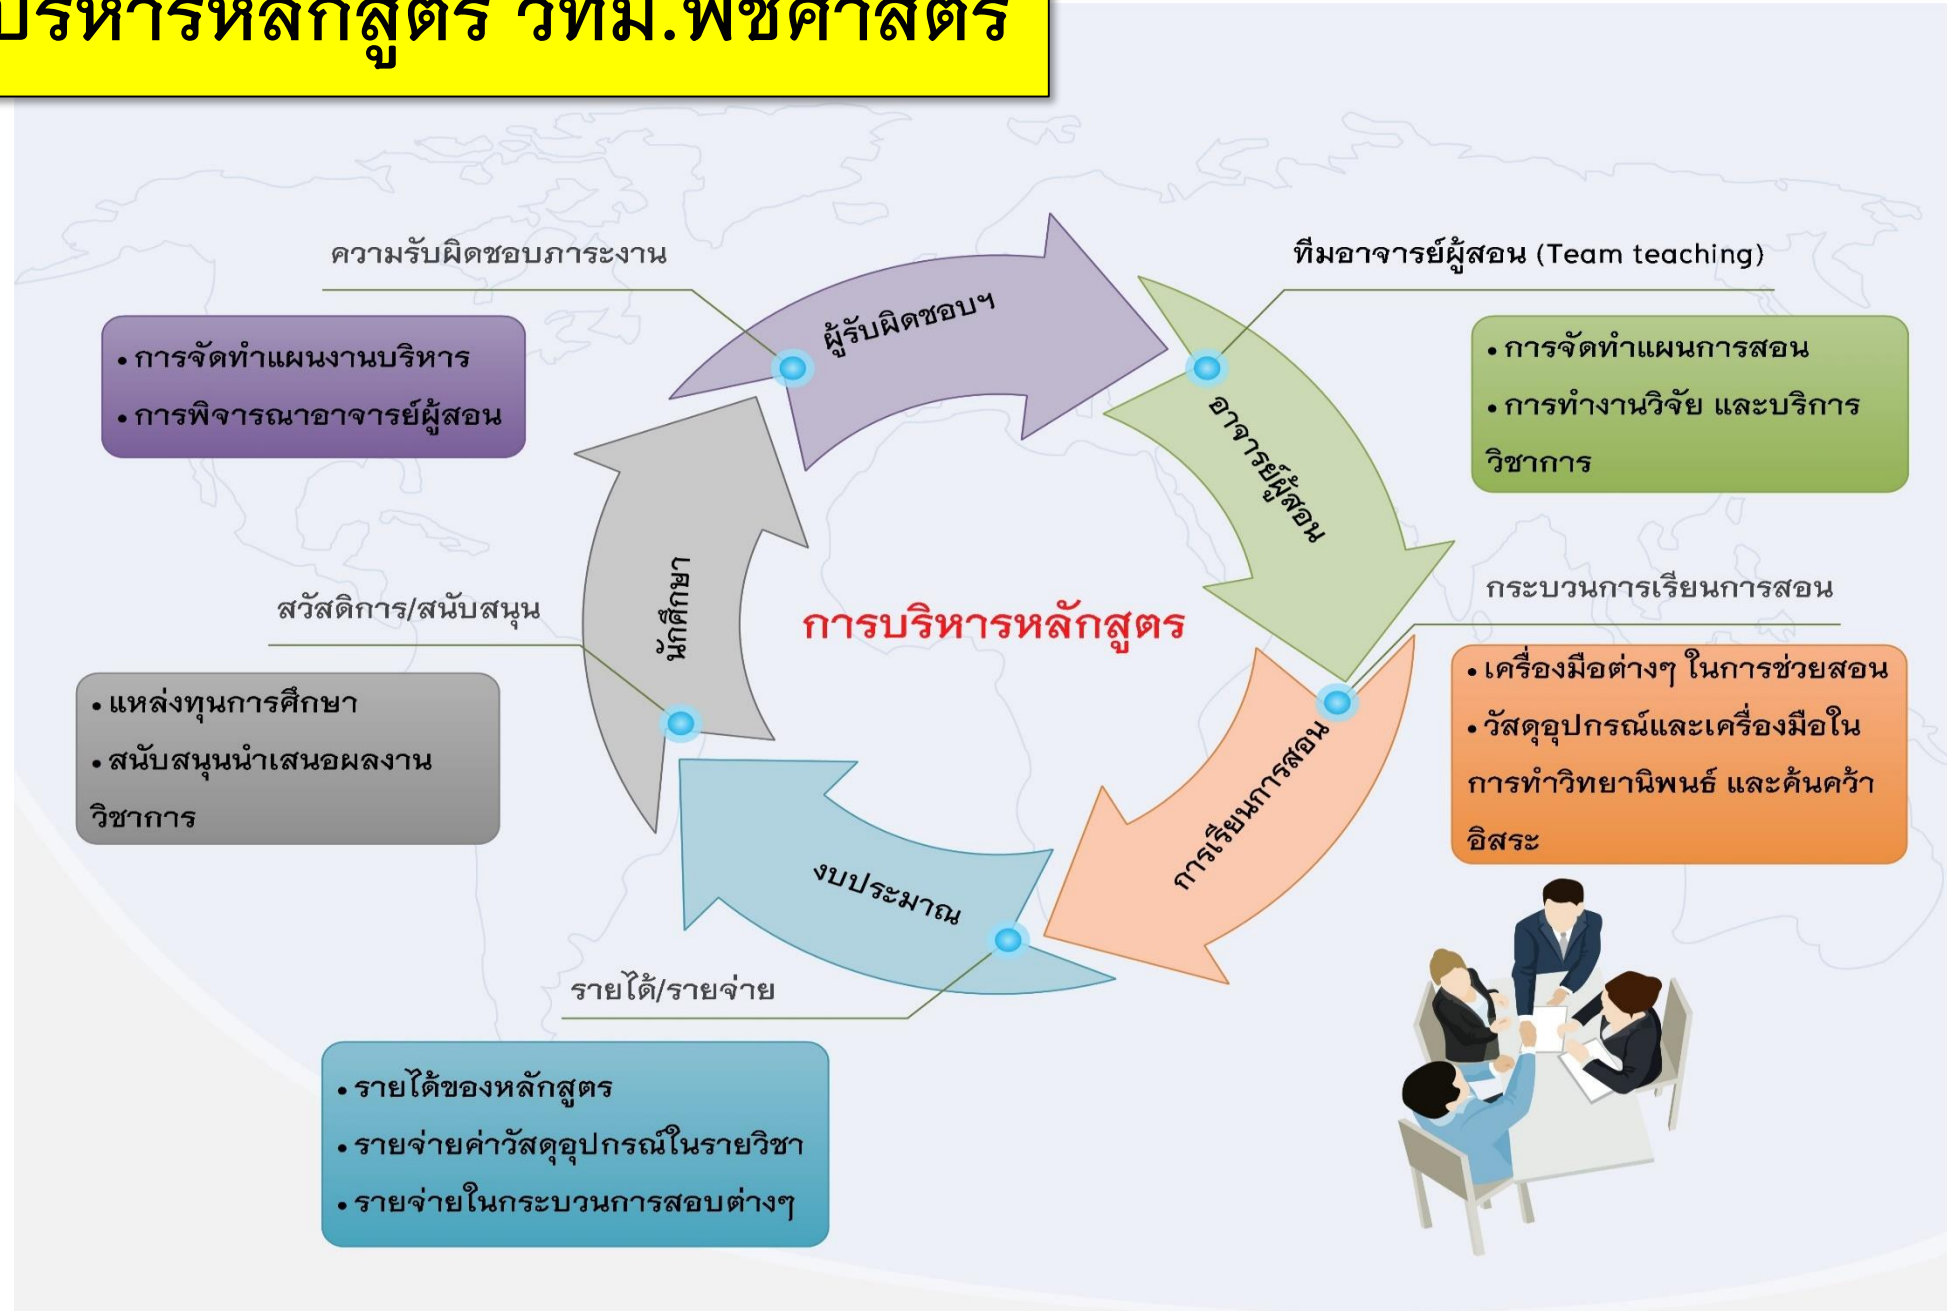 บริหารหลักสูตร วทม.พืชศาสตร์
ความรับผิดชอบภาระงาน
ผู้รับผิดชอบฯ
• การจัดทำแผนงานบริหาร
• การพิจารณาอาจารย์ผู้สอน
ทีมอาจารย์ผู้สอน (Team teaching)
อาจารย์ผู้สอน
• การจัดทำแผนการสอน
• การทำงานวิจัย และบริการ
วิชาการ
การบริหารหลักสูตร
กระบวนการเรียนการสอน
การเรียนการสอน
• เครื่องมือต่างๆ ในการช่วยสอน
• วัสดุอุปกรณ์และเครื่องมือใน
การทำวิทยานิพนธ์ และค้นคว้า
อิสระ
รายได้/รายจ่าย
งบประมาณ
• รายได้ของหลักสูตร
• รายจ่ายค่าวัสดุอุปกรณ์ในรายวิชา
• รายจ่ายในกระบวนการสอบต่างๆ
สวัสดิการ/สนับสนุน
นักศึกษา
• แหล่งทุนการศึกษา
• สนับสนุนนำเสนอผลงาน
วิชาการ